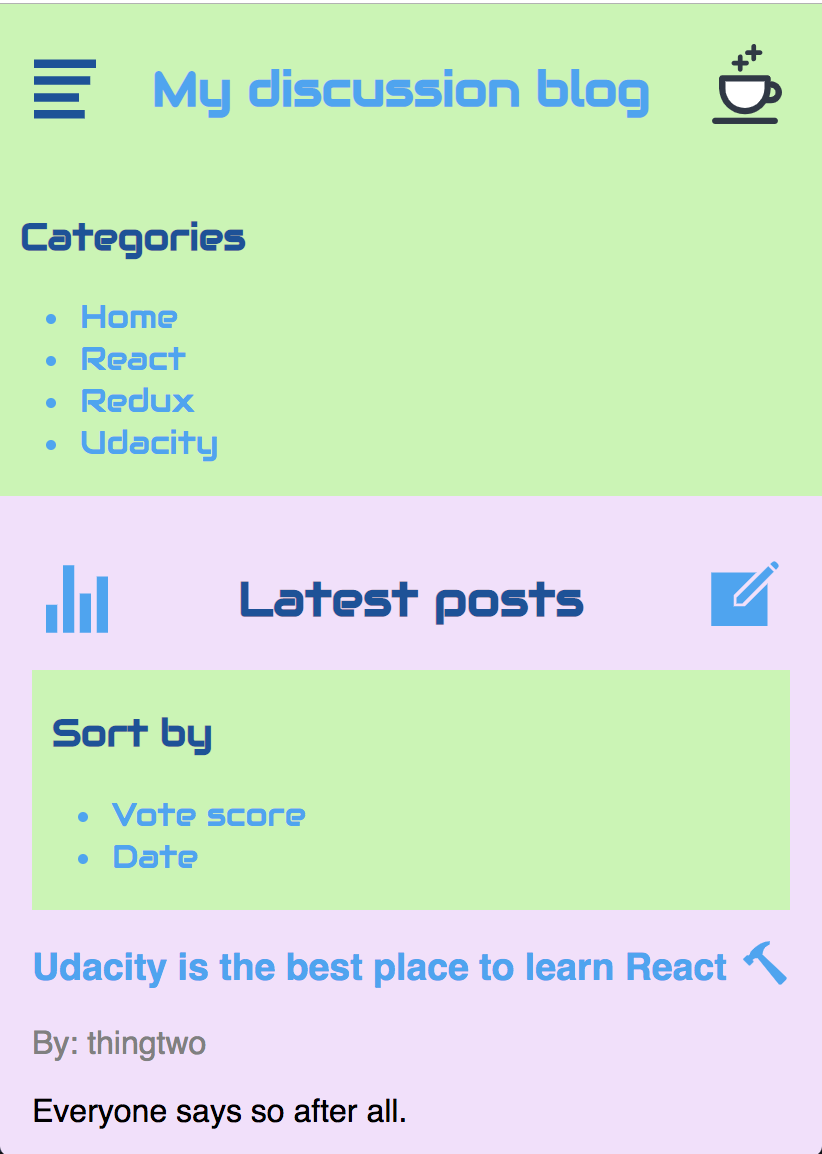 My discussion blog
Categories
Home
React
Redux
Udacity
Latest posts
Sort by
Vote score
Date
Udacity is the best place to learn React
By: thingtwo
Everyone says so after all.